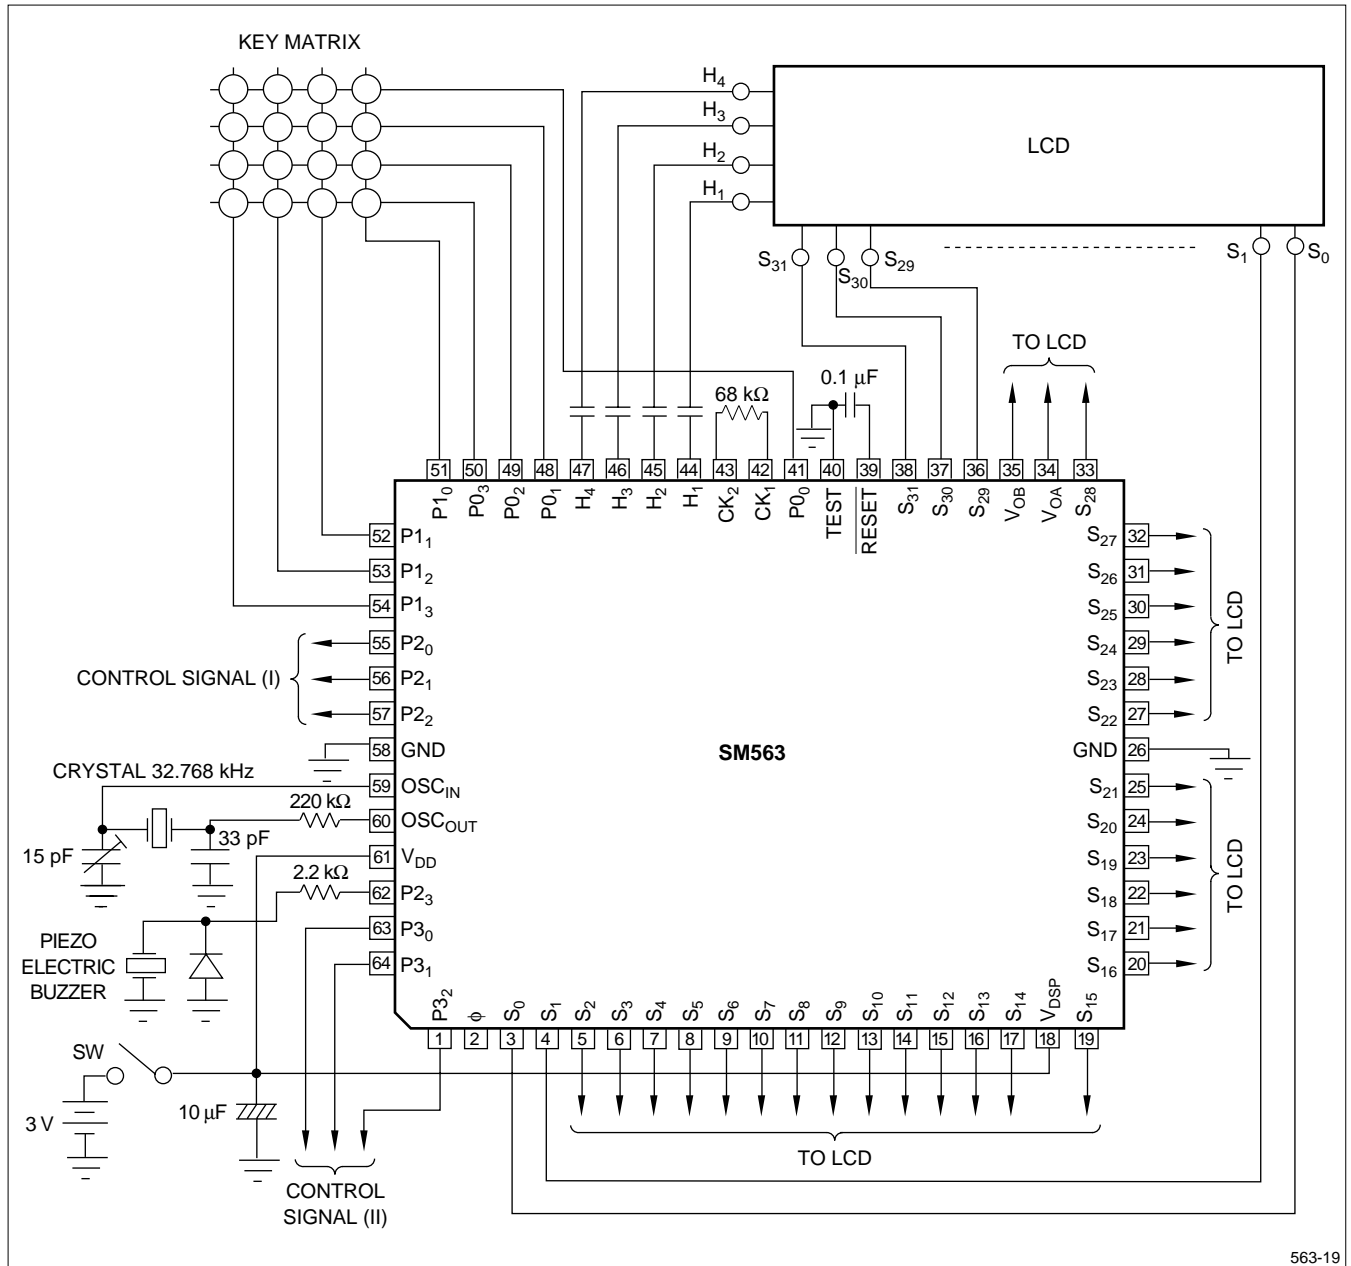 KEY MATRIX
H4
H3
H2
H1
LCD
S31
S30
S29
S1
S0
TO LCD
0.1 μF
68 kΩ
51 50 49 48 47 46 45 44 43 42 41 40 39 38 37 36 35 34 33
P10 P03 P02 P01 H4 H3 H2 H1 CK2 CK1 P00 TEST RESET S31 S30 S29 VOB VOA S28
52 P11
53 P12
54 P13
55 P20
56 P21
57 P22
CONTROL SIGNAL (I)
58 GND
CRYSTAL 32.768 kHz
59 OSCIN
220 kΩ
60 OSCOUT
15 pF
33 pF
61 VDD
2.2 kΩ
62 P23
63 P30
64 P31
PIEZO
ELECTRIC
BUZZER
SM563
S27 32
S26 31
S25 30
S24 29
S23 28
S22 27
TO LCD
GND 26
S21 25
S20 24
S19 23
S18 22
S17 21
S16 20
TO LCD
P32 ϕ S0 S1 S2 S3 S4 S5 S6 S7 S8 S9 S10 S11 S12 S13 S14 VDSP S15
1 2 3 4 5 6 7 8 9 10 11 12 13 14 15 16 17 18 19
SW
3 V
10 μF
TO LCD
CONTROL
SIGNAL (II)
563-19